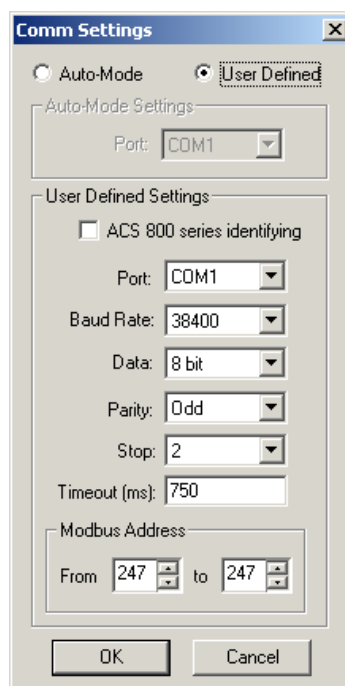 Comm Settings
Auto-Mode User Defined
Auto-Mode Settings
Port: COM1
User Defined Settings
ACS 800 series identifying
Port: COM1
Baud Rate: 38400
Data: 8 bit
Parity: Odd
Stop: 2
Timeout (ms): 750
Modbus Address
From 247 to 247
OK Cancel